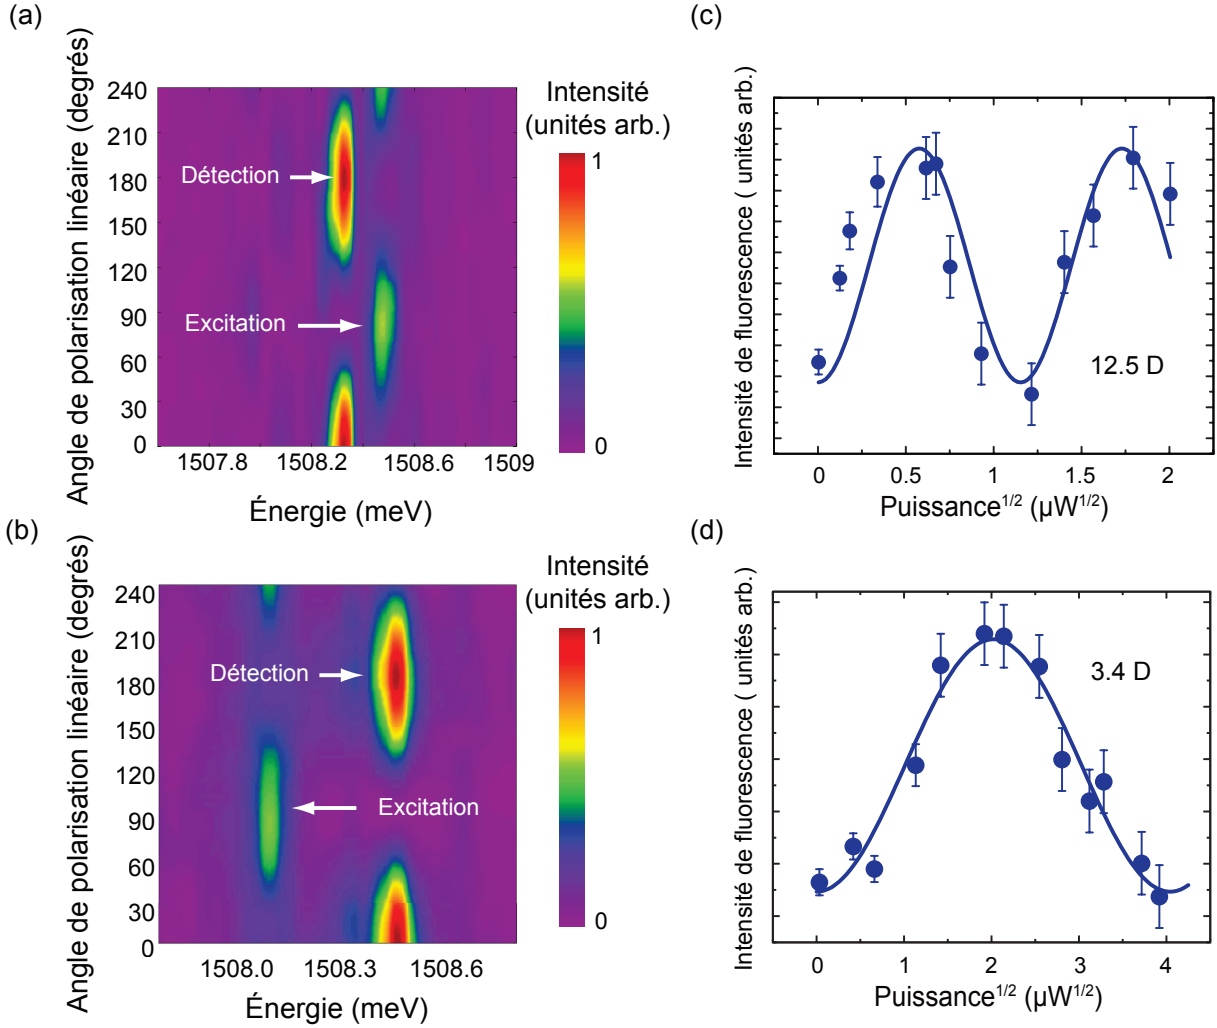 (a)
Angle de polarisation linéaire (degrés)
240
210
180
150
120
90
60
30
0
Détection
Excitation
1507.8 1508.2 1508.6 1509
Énergie (meV)
Intensité
(unités arb.)
1
0
(c)
Intensité de fluorescence ( unités arb.)
12.5 D
0 0.5 1 1.5 2
Puissance1/2 (µW1/2)
(b)
Angle de polarisation linéaire (degrés)
240
210
180
150
120
90
60
30
0
Détection
Excitation
1508.0 1508.3 1508.6
Énergie (meV)
Intensité
(unités arb.)
1
0
(d)
Intensité de fluorescence ( unités arb.)
3.4 D
0 1 2 3 4
Puissance1/2 (µW1/2)